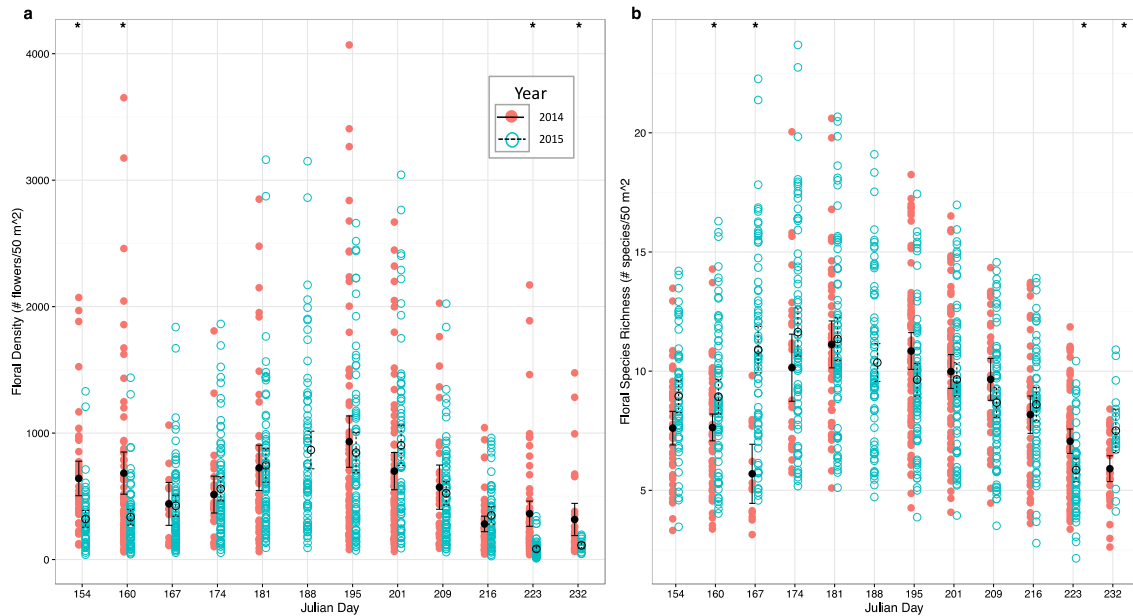 a
* * * *
Floral Density (# flowers/50 m^2)
4000
3000
2000
1000
0
Year
2014
2015
154 160 167 174 181 188 195 201 209 216 223 232
Julian Day
b
* * * *
Floral Species Richness (# species/50 m^2)
20
15
10
5
154 160 167 174 181 188 195 201 209 216 223 232
Julian Day